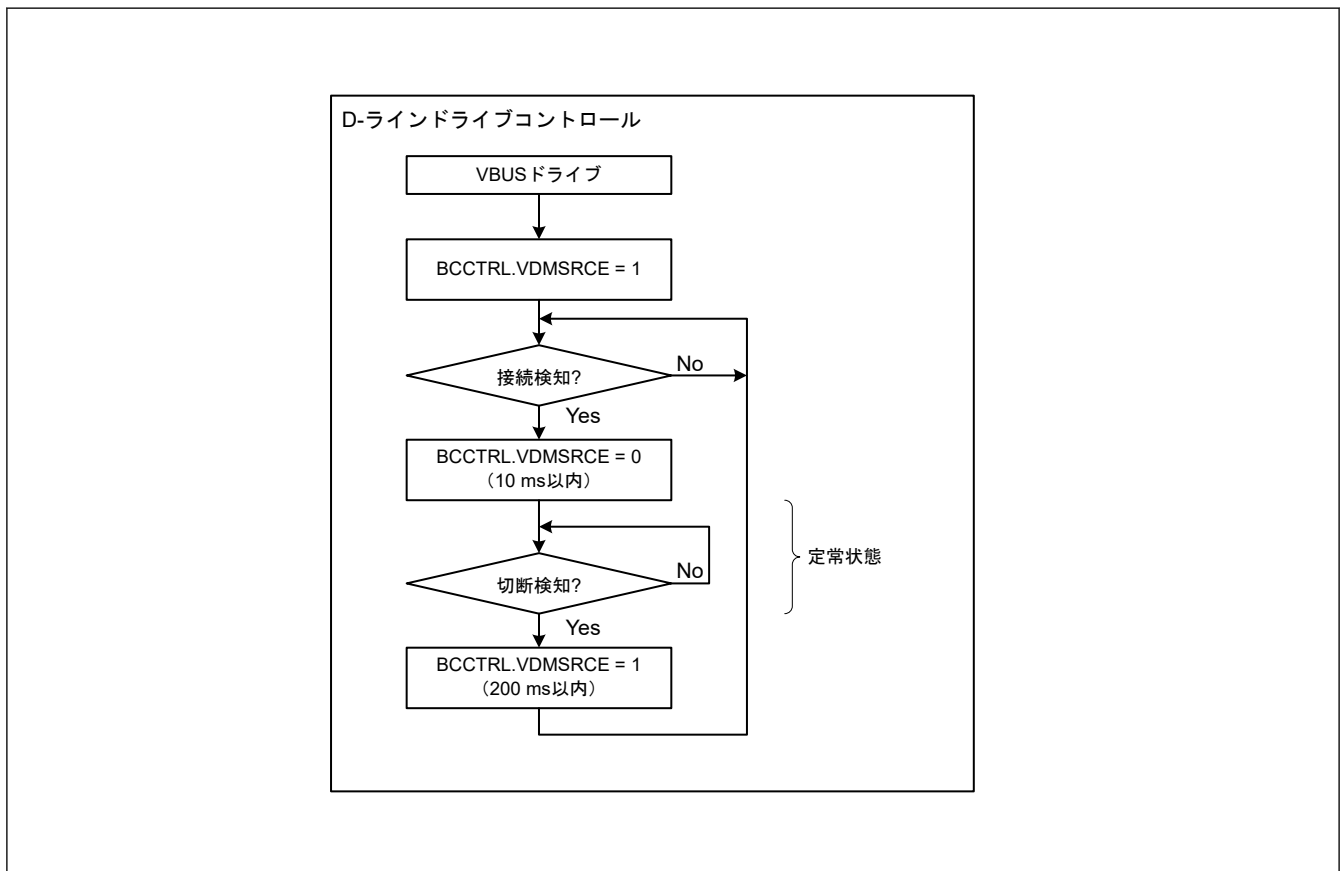 D-ラインドライブコントロール
VBUSドライブ
BCCTRL.VDMSRCE = 1
接続検知?
No
Yes
BCCTRL.VDMSRCE = 0
（10 ms以内）
定常状態
切断検知?
No
Yes
BCCTRL.VDMSRCE = 1
（200 ms以内）